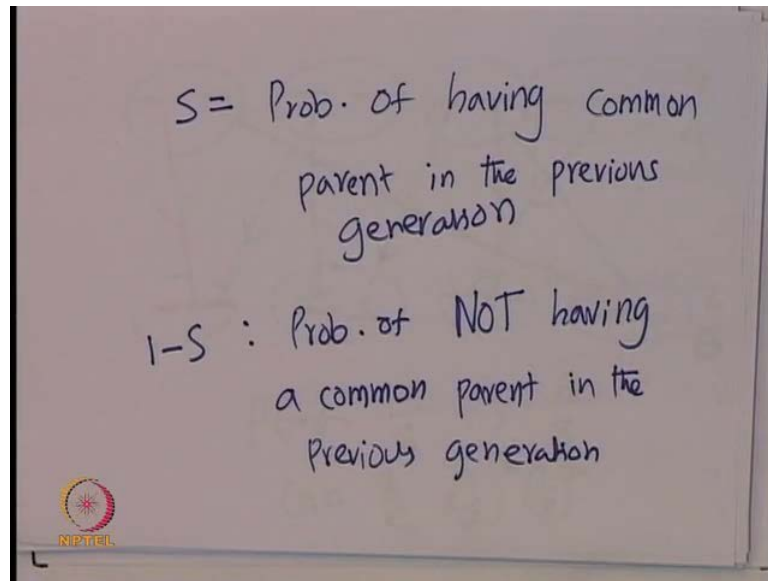 S = Prob. of having common
parent in the previous
generation
1-S : Prob. of NOT having
a common parent in the
previous generation
NPTEL